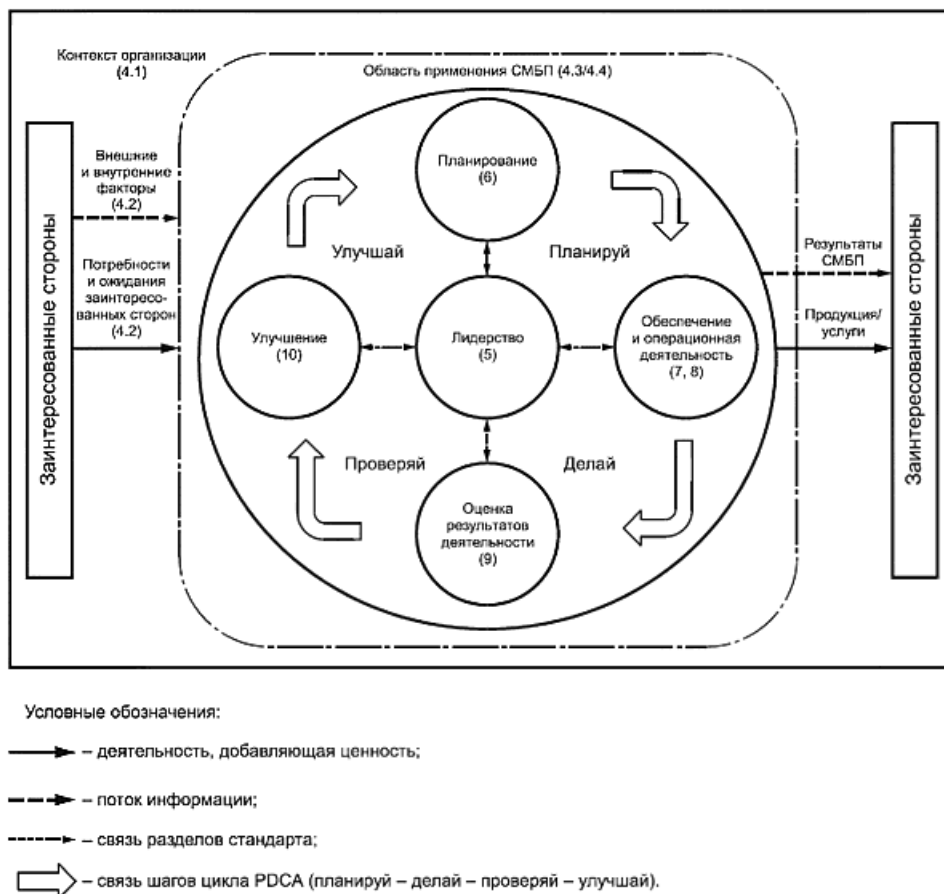 Контекст организации
(4.1)
Область применения СМБП (4.3/4.4)
Заинтересованные стороны
Внешние
и внутренние
факторы
(4.2)
Потребности
и ожидания
заинтересо-
ванных сторон
(4.2)
Планирование
(6)
Улучшай
Планируй
Улучшение
(10)
Лидерство
(5)
Обеспечение
и операционная
деятельность
(7, 8)
Проверяй
Делай
Оценка
результатов
деятельности
(9)
Результаты
СМБП
Продукция/
услуги
Заинтересованные стороны
Условные обозначения:
– деятельность, добавляющая ценность;
– поток информации;
– связь разделов стандарта;
– связь шагов цикла PDCA (планируй – делай – проверяй – улучшай).